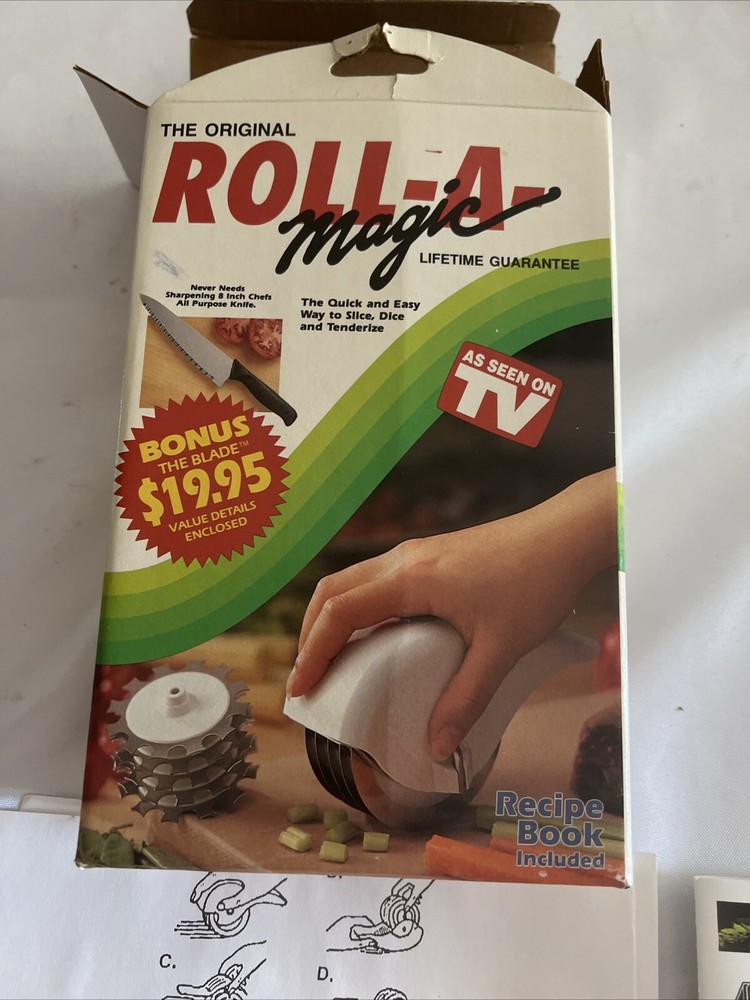 THE ORIGINAL
ROLL-A-
magic
LIFETIME GUARANTEE
Never Needs
Sharpening 8 Inch Chefs
All Purpose Knife.
The Quick and Easy
Way to Slice, Dice
and Tenderize
AS SEEN ON
TV
BONUS
THE BLADE™
$19.95
VALUE DETAILS
ENCLOSED
Recipe
Book
Included
C.
D.